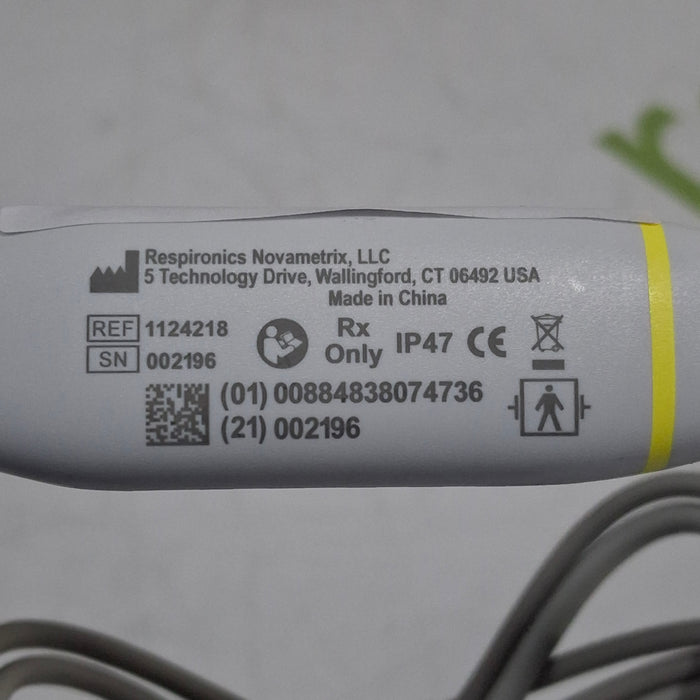 Respironics Novametrix, LLC
5 Technology Drive, Wallingford, CT 06492 USA
Made in China
REF 1124218
SN 002196
Rx
Only
IP47 CE
(01) 00884838074736
(21) 002196